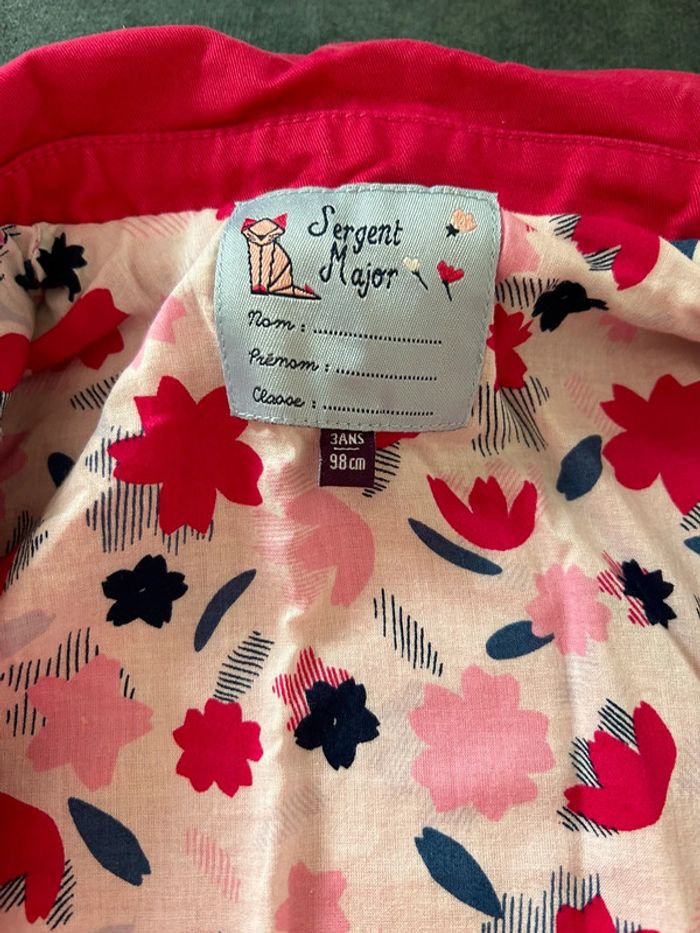 Sergent
Major
Nom : ........................
Prénom : ........................
Classe : ........................
3ANS
98cm